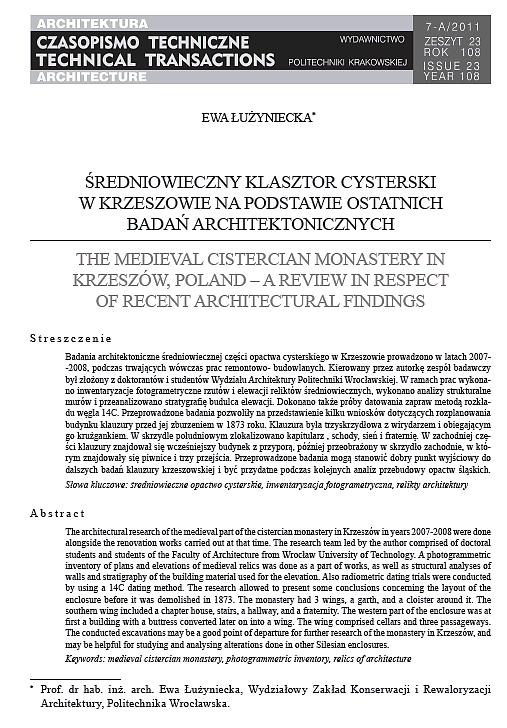 ARCHITEKTURA
CZASOPISMO TECHNICZNE
TECHNICAL TRANSACTIONS
ARCHITECTURE
WYDAWNICTWO
POLITECHNIKI KRAKOWSKIEJ
7-A/2011
ZESZYT 23
ROK 108
ISSUE 23
YEAR 108
EWA ŁUŻYNIECKA*
ŚREDNIOWIECZNY KLASZTOR CYSTERSKI
W KRZESZOWIE NA PODSTAWIE OSTATNICH
BADAŃ ARCHITEKTONICZNYCH
THE MEDIEVAL CISTERCIAN MONASTERY IN
KRZESZÓW, POLAND – A REVIEW IN RESPECT
OF RECENT ARCHITECTURAL FINDINGS
Streszczenie
Badania architektoniczne średniowiecznej części opactwa cysterskiego w Krzeszowie prowadzono w latach 2007-
-2008, podczas trwających wówczas prac remontowo- budowlanych. Kierowany przez autorkę zespół badawczy
był złożony z doktorantów i studentów Wydziału Architektury Politechniki Wrocławskiej. W ramach prac wykona-
no inwentaryzacje fotogrametryczne rzutów i elewacji reliktów średniowiecznych, wykonano analizy strukturalne
murów i przeanalizowano stratygrafię budulca elewacji. Dokonano także próby datowania zapraw metodą rozkła-
du węgla 14C. Przeprowadzone badania pozwoliły na przedstawienie kilku wniosków dotyczących rozplanowania
budynku klauzury przed jej zburzeniem w 1873 roku. Klauzura była trzyskrzydłowa z wirydarzem i obiegającym
go krużgankiem. W skrzydle południowym zlokalizowano kapitularz , schody, sień i fraternię. W zachodniej czę-
ści klauzury znajdował się wcześniejszy budynek z przyporą, później przeobrażony w skrzydło zachodnie, w któ-
rym znajdowały się piwnice i trzy przejścia. Przeprowadzone badania mogą stanowić dobry punkt wyjściowy do
dalszych badań klauzury krzeszowskiej i być przydatne podczas kolejnych analiz przebudowy opactw śląskich.
Słowa kluczowe: średniowieczne opactwo cysterskie, inwentaryzacja fotogrametryczna, relikty architektury
Abstract
The architectural research of the medieval part of the cistercian monastery in Krzeszów in years 2007-2008 were done
alongside the renovation works carried out at that time. The research team led by the author comprised of doctoral
students and students of the Faculty of Architecture from Wrocław University of Technology. A photogrammetric
inventory of plans and elevations of medieval relics was done as a part of works, as well as structural analyses of
walls and stratigraphy of the building material used for the elevation. Also radiometric dating trials were conducted
by using a 14C dating method. The research allowed to present some conclusions concerning the layout of the
enclosure before it was demolished in 1873. The monastery had 3 wings, a garth, and a cloister around it. The
southern wing included a chapter house, stairs, a hallway, and a fraternity. The western part of the enclosure was at
first a building with a buttress converted later on into a wing. The wing comprised cellars and three passageways.
The conducted excavations may be a good point of departure for further research of the monastery in Krzeszów, and
may be helpful for studying and analysing alterations done in other Silesian enclosures.
Keywords: medieval cistercian monastery, photogrammetric inventory, relics of architecture
* Prof. dr hab. inż. arch. Ewa Łużyniecka, Wydziałowy Zakład Konserwacji i Rewaloryzacji
Architektury, Politechnika Wrocławska.